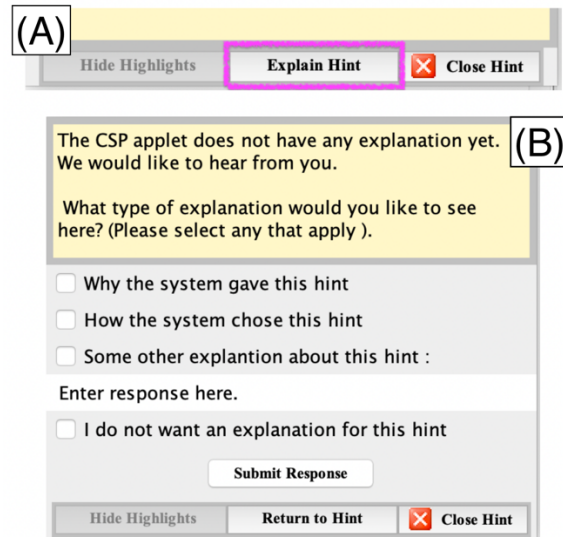 (A)
Hide Highlights
Explain Hint
Close Hint
The CSP applet does not have any explanation yet.
(B)
We would like to hear from you.
What type of explanation would you like to see
here? (Please select any that apply ).
Why the system gave this hint
How the system chose this hint
Some other explantion about this hint :
Enter response here.
I do not want an explanation for this hint
Submit Response
Hide Highlights
Return to Hint
Close Hint